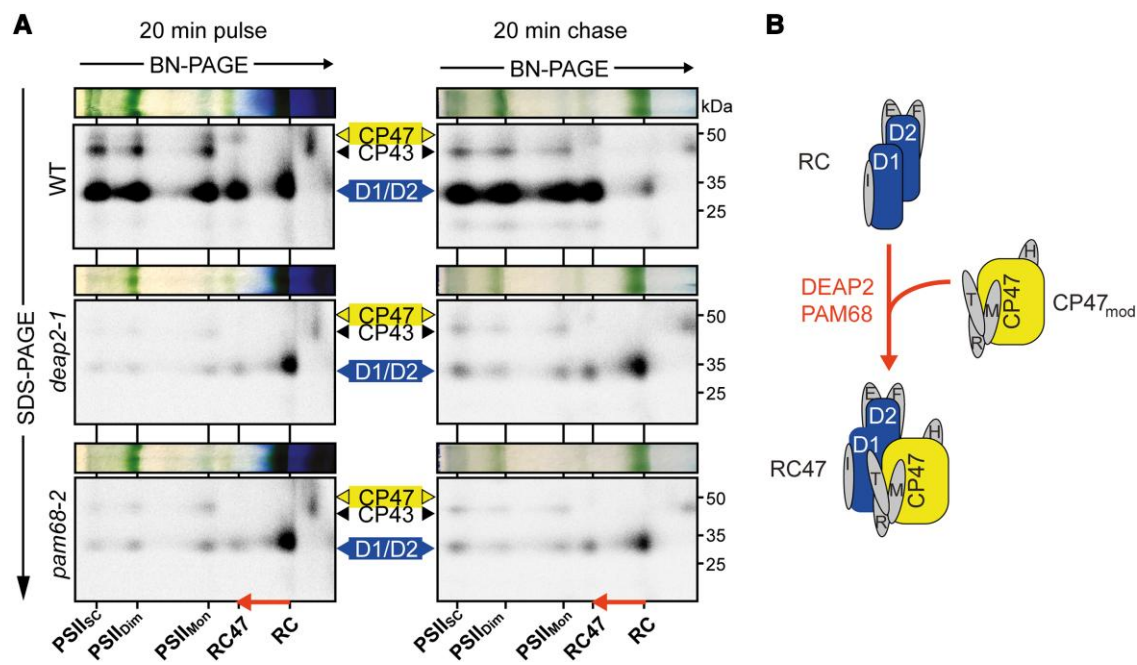 A
20 min pulse
20 min chase
BN-PAGE
BN-PAGE
SDS-PAGE
kDa
WT
CP47
CP43
D1/D2
50
35
25
deap2-1
CP47
CP43
D1/D2
50
35
25
pam68-2
CP47
CP43
D1/D2
50
35
25
PSIISC
PSIIDim
PSIIMon
RC47
RC
PSIISC
PSIIDim
PSIIMon
RC47
RC
B
RC
E
F
D2
D1
I
DEAP2
PAM68
H
T
M
R
CP47
CP47mod
RC47
E
F
D2
D1
I
H
T
M
R
CP47